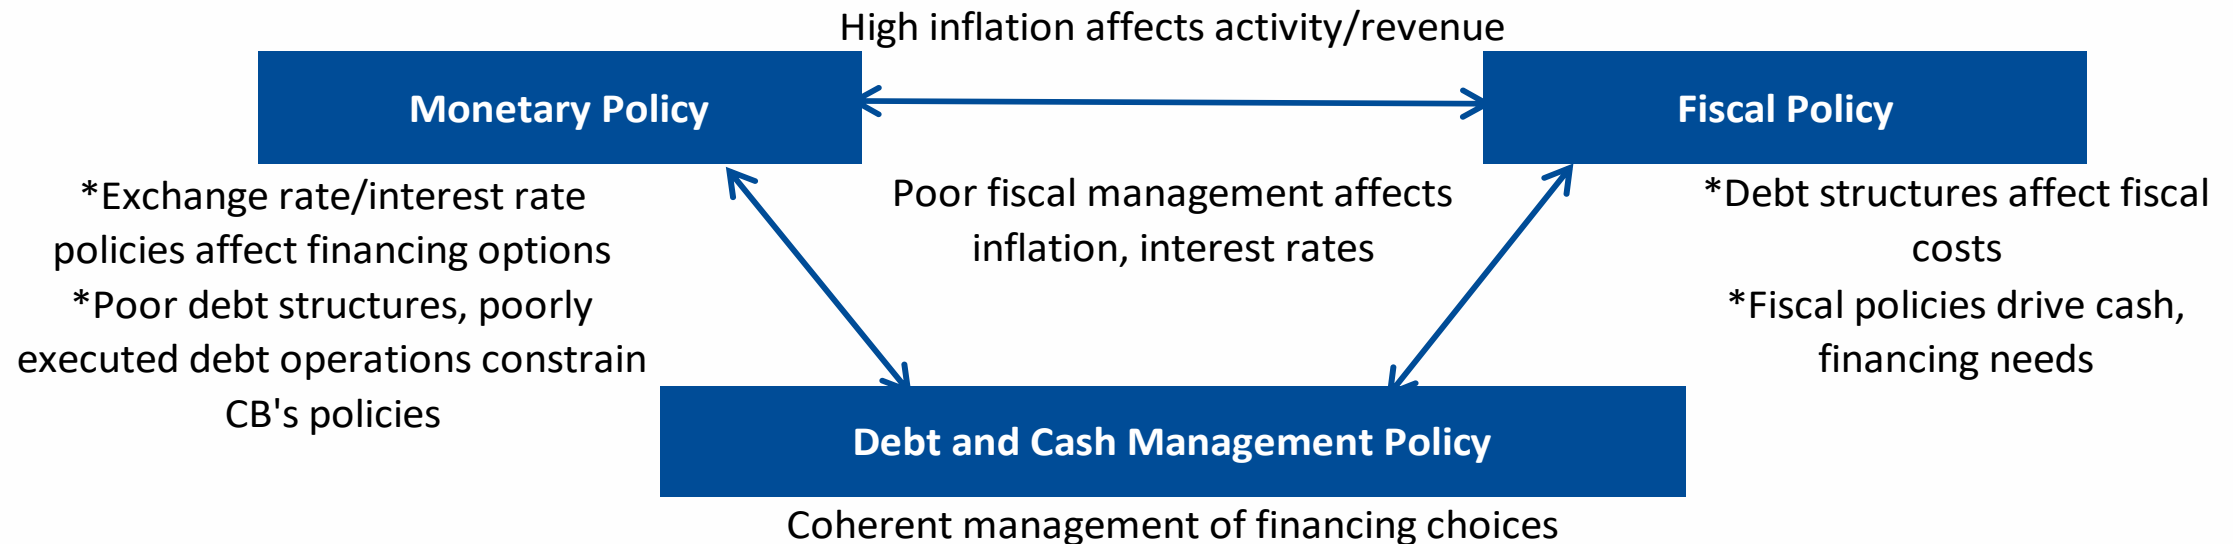 High inflation affects activity/revenue
Monetary Policy
Fiscal Policy
*Exchange rate/interest rate
policies affect financing options
*Poor debt structures, poorly
executed debt operations constrain
CB's policies
Poor fiscal management affects
inflation, interest rates
*Debt structures affect fiscal
costs
*Fiscal policies drive cash,
financing needs
Debt and Cash Management Policy
Coherent management of financing choices